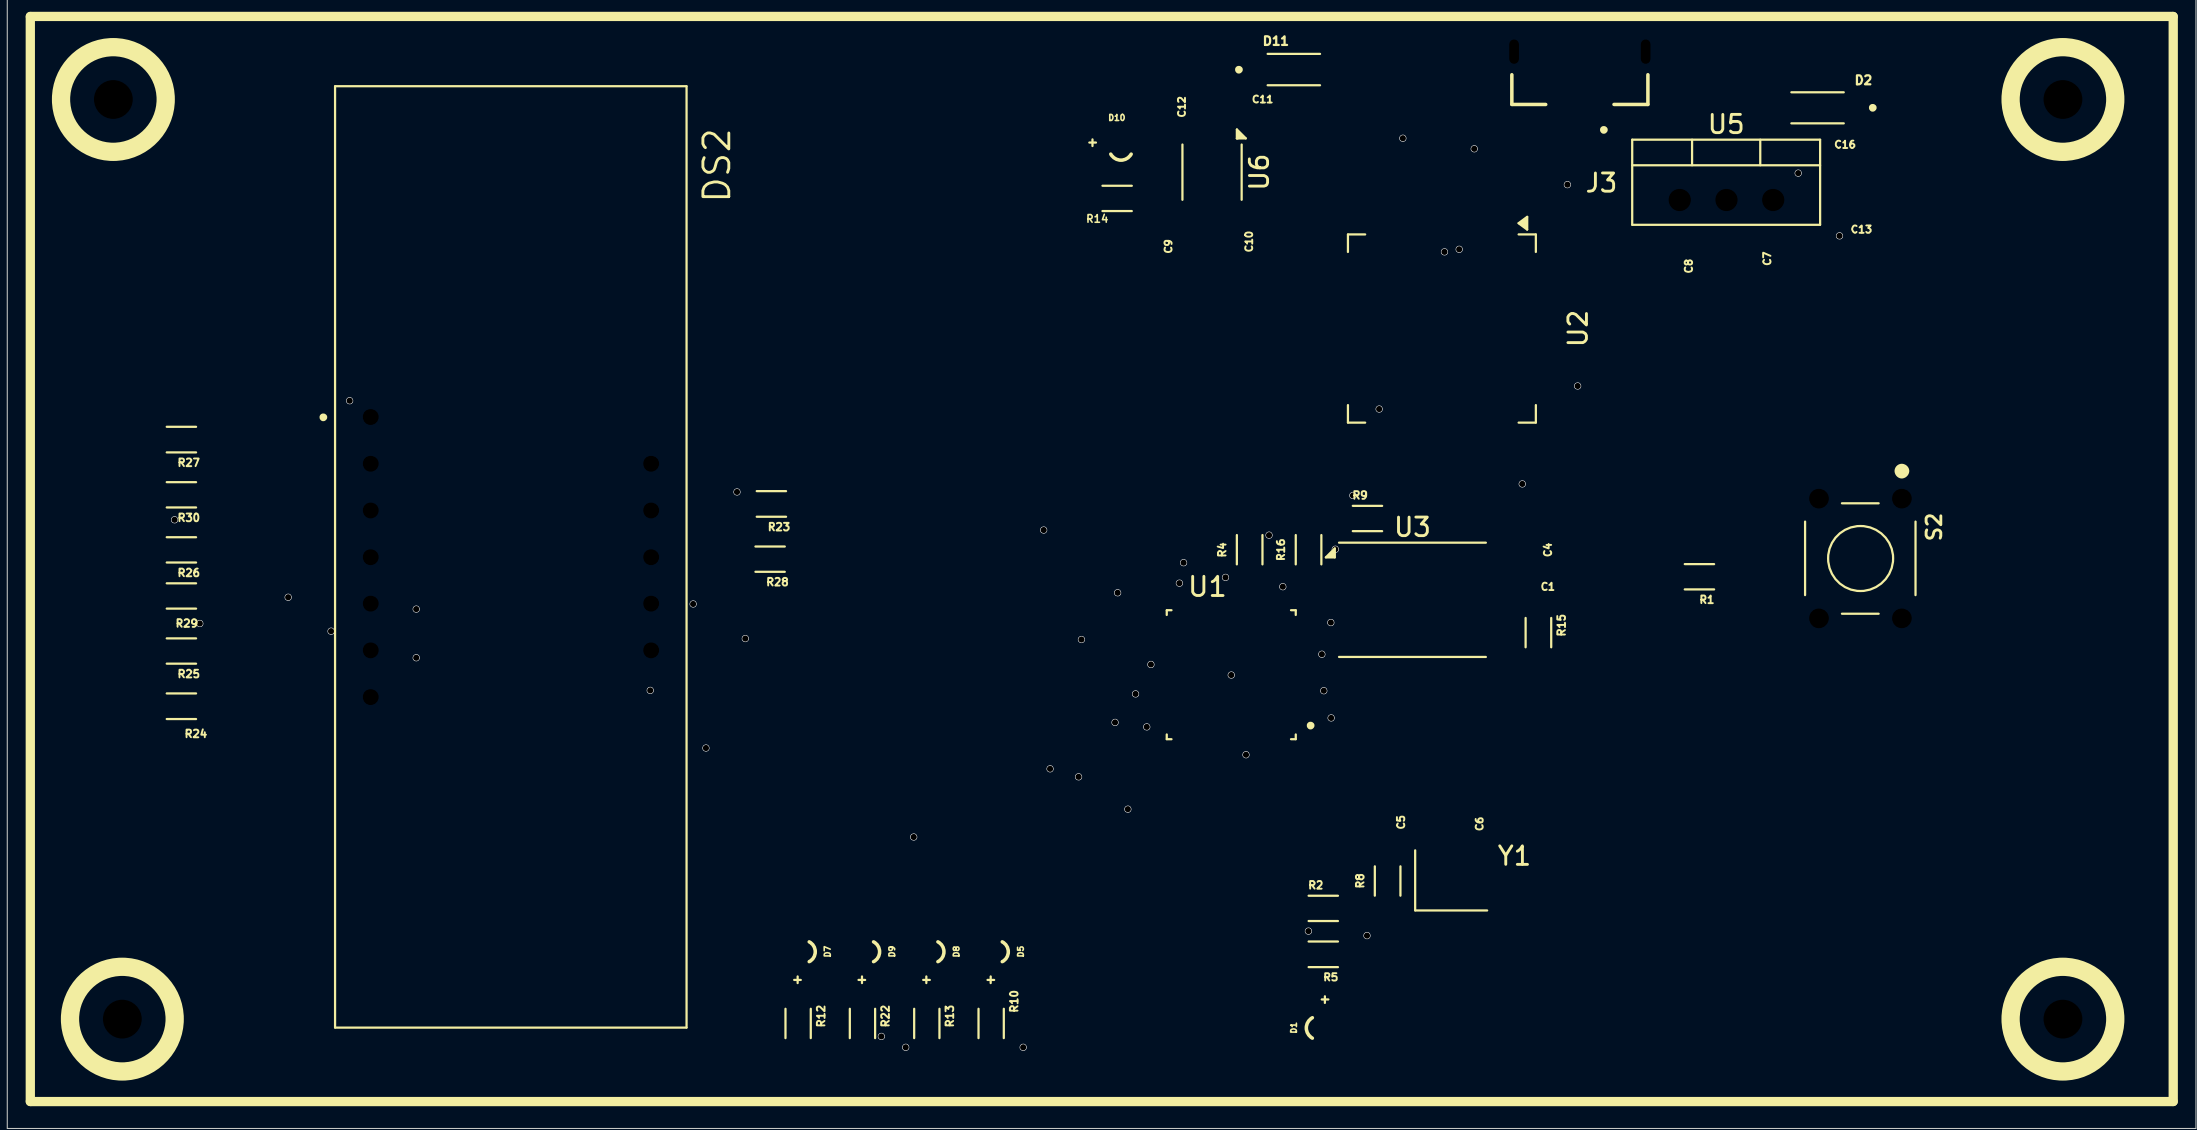 D11
D2
C11
C12
D10
U5
C16
+
U6
J3
DS2
R14
C9
C10
C13
C8
C7
U2
R27
R9
R30
R23
U3
S2
R4
R16
C4
R26
R28
U1
C1
R1
R29
R15
R25
R24
C5
C6
Y1
R8
R2
D7
D9
D8
D5
+
+
+
+
R5
+
R12
R22
R13
R10
D1